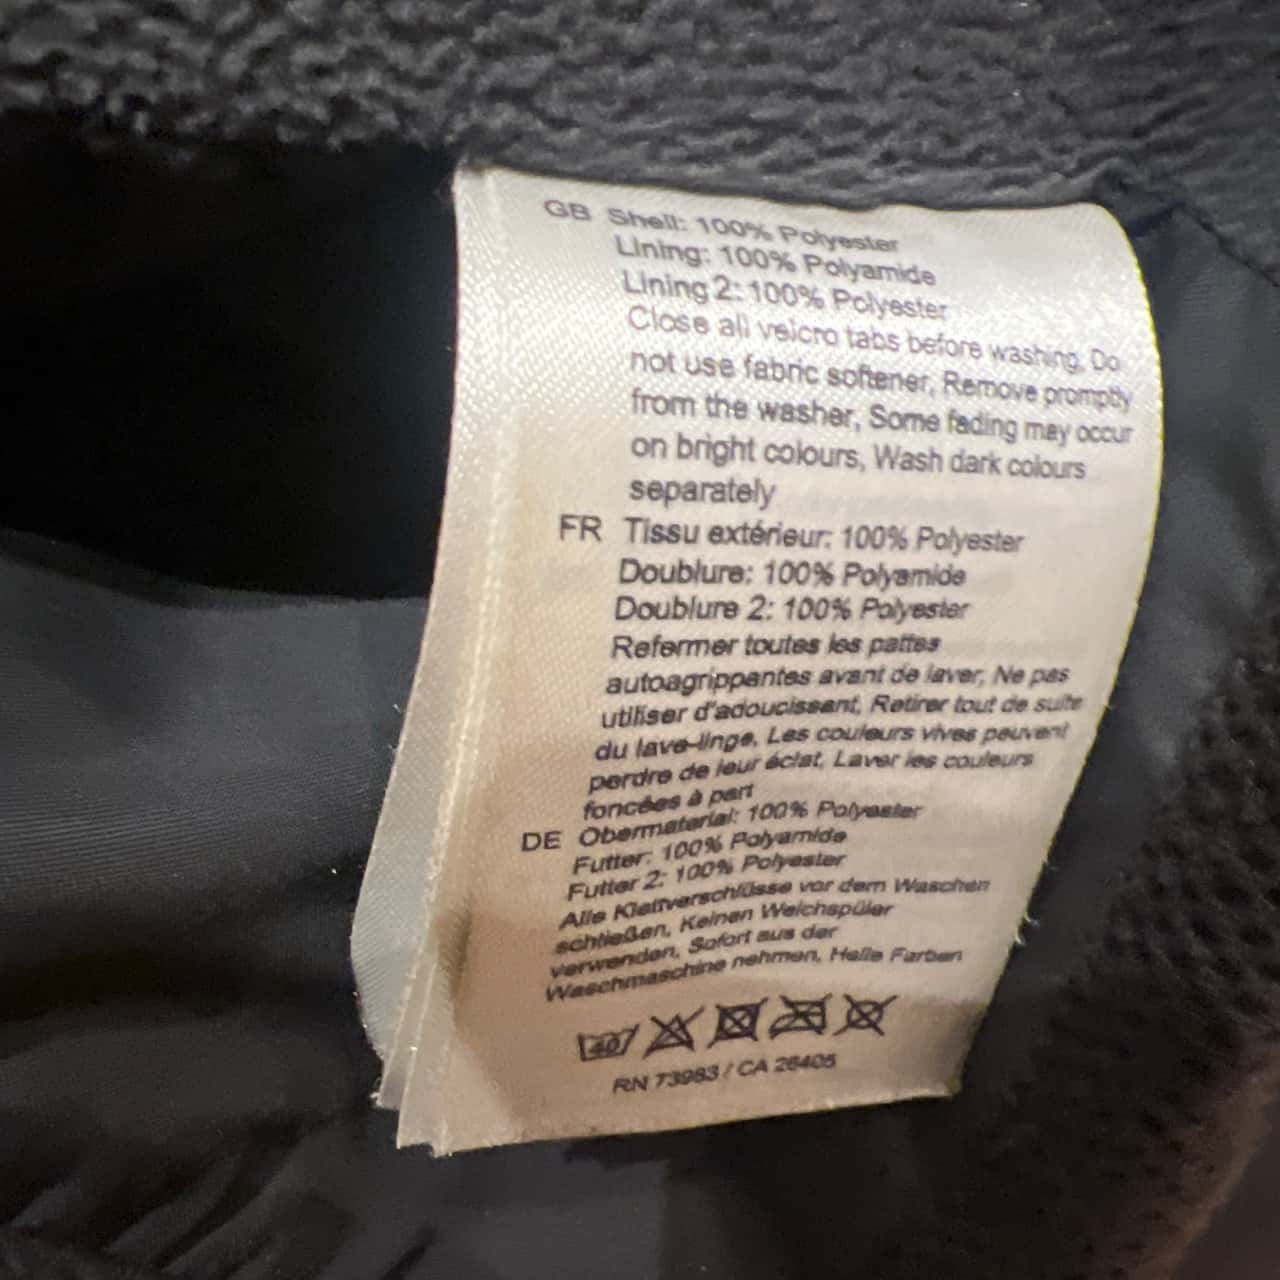 GB Shell: 100% Polyester
Lining: 100% Polyamide
Lining 2: 100% Polyester
Close all velcro tabs before washing, Do
not use fabric softener, Remove promptly
from the washer, Some fading may occur
on bright colours, Wash dark colours
separately
FR Tissu extérieur: 100% Polyester
Doublure: 100% Polyamide
Doublure 2: 100% Polyester
Refermer toutes les pattes
autoagrippantes avant de laver, Ne pas
utiliser d'adoucissant, Retirer tout de suite
du lave-linge, Les couleurs vives peuvent
perdre de leur éclat, Laver les couleurs
foncées à part
DE Obermaterial: 100% Polyester
Futter: 100% Polyamide
Futter 2: 100% Polyester
Alle Klettverschlüsse vor dem Waschen
schließen, Keinen Weichspüler
verwenden, Sofort aus der
Waschmaschine nehmen, Helle Farben
40
RN 73983 / CA 26405